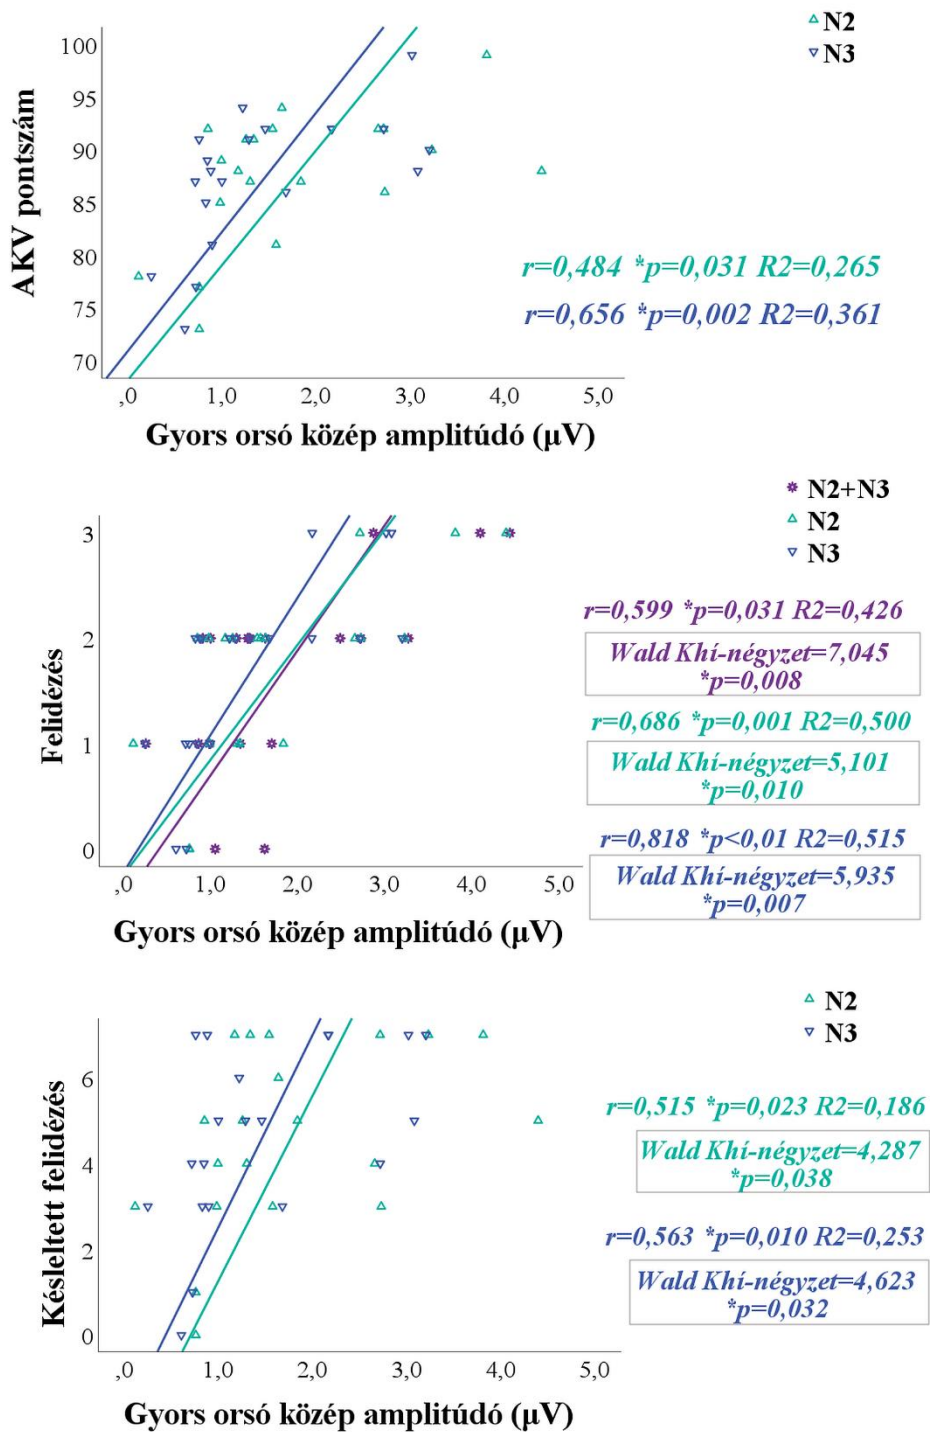 N2
N3
100
95
90
85
80
75
70
AKV pontszám
r=0,484 *p=0,031 R2=0,265
r=0,656 *p=0,002 R2=0,361
,0 1,0 2,0 3,0 4,0 5,0
Gyors orsó közép amplitúdó (µV)
N2+N3
N2
N3
3
2
1
0
Felidézés
r=0,599 *p=0,031 R2=0,426
Wald Khí-négyzet=7,045
*p=0,008
r=0,686 *p=0,001 R2=0,500
Wald Khí-négyzet=5,101
*p=0,010
r=0,818 *p<0,01 R2=0,515
Wald Khí-négyzet=5,935
*p=0,007
,0 1,0 2,0 3,0 4,0 5,0
Gyors orsó közép amplitúdó (µV)
N2
N3
6
4
2
0
Késleltett felidézés
r=0,515 *p=0,023 R2=0,186
Wald Khí-négyzet=4,287
*p=0,038
r=0,563 *p=0,010 R2=0,253
Wald Khí-négyzet=4,623
*p=0,032
,0 1,0 2,0 3,0 4,0 5,0
Gyors orsó közép amplitúdó (µV)